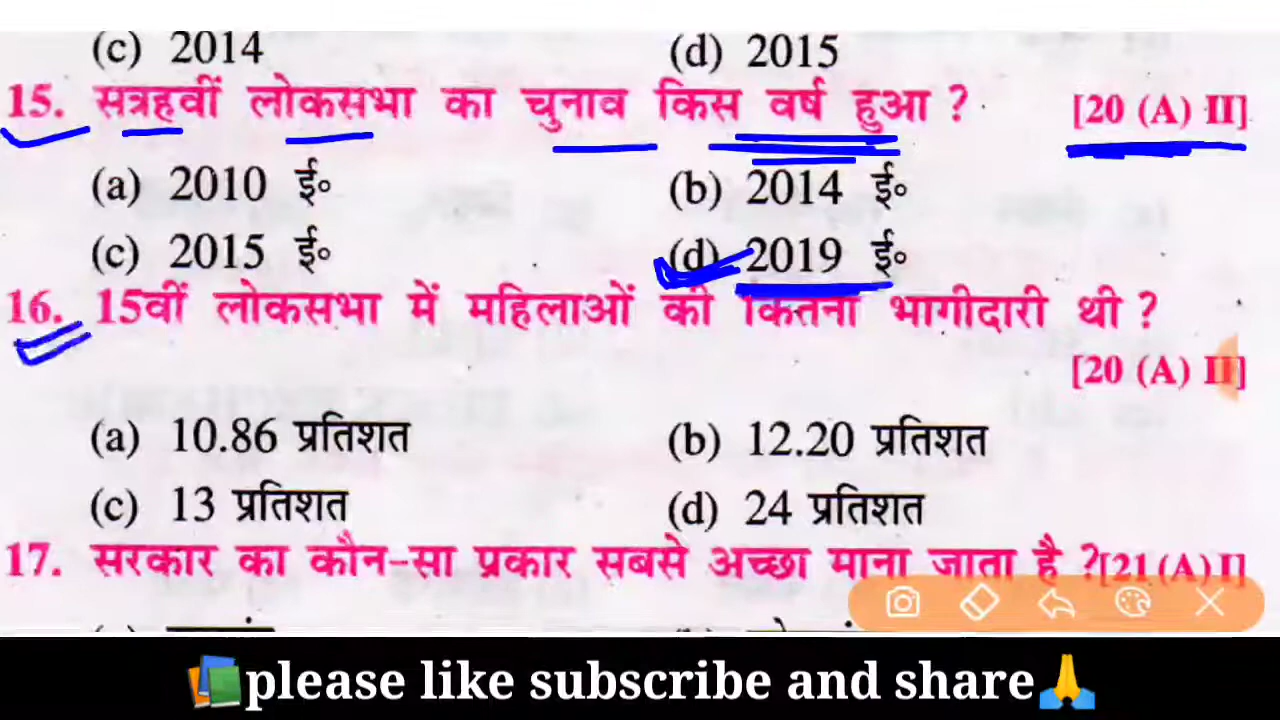 (c) 2014 (d) 2015
15. सत्रहवीं लोकसभा का चुनाव किस वर्ष हुआ ? [20 (A) II]
(a) 2010 ई० (b) 2014 ई०
(c) 2015 ई० (d) 2019 ई०
16. 15वीं लोकसभा में महिलाओं की कितना भागीदारी थी ?
[20 (A) II]
(a) 10.86 प्रतिशत (b) 12.20 प्रतिशत
(c) 13 प्रतिशत (d) 24 प्रतिशत
17. सरकार का कौन-सा प्रकार सबसे अच्छा माना जाता है ?[21 (A) I]
please like subscribe and share